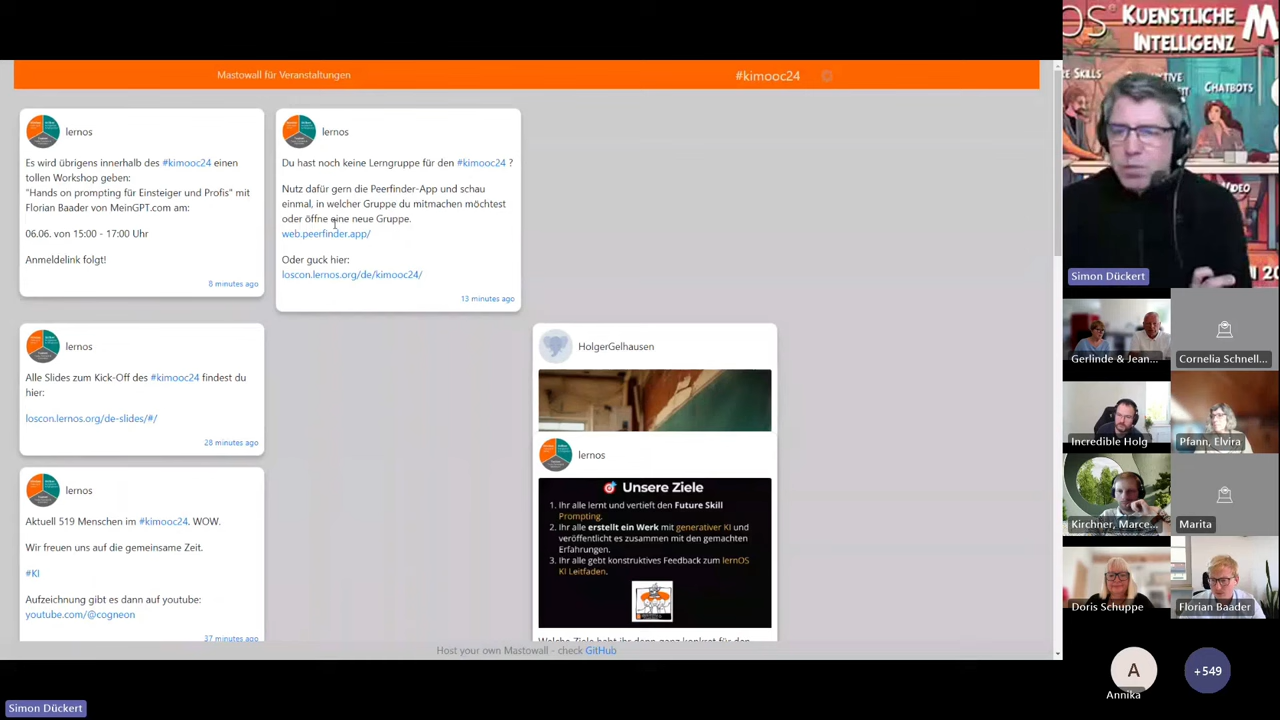 Mastowall für Veranstaltungen
#kimooc24
lernos
Es wird übrigens innerhalb des #kimooc24 einen
tollen Workshop geben:
"Hands on prompting für Einsteiger und Profis" mit
Florian Baader von MeinGPT.com am:
06.06. von 15:00 - 17:00 Uhr
Anmeldelink folgt!
8 minutes ago
lernos
Du hast noch keine Lerngruppe für den #kimooc24 ?
Nutz dafür gern die Peerfinder-App und schau
einmal, in welcher Gruppe du mitmachen möchtest
oder öffne eine neue Gruppe.
web.peerfinder.app/
Oder guck hier:
loscon.lernos.org/de/kimooc24/
13 minutes ago
lernos
Alle Slides zum Kick-Off des #kimooc24 findest du
hier:
loscon.lernos.org/de-slides/#/
28 minutes ago
lernos
Aktuell 519 Menschen im #kimooc24. WOW.
Wir freuen uns auf die gemeinsame Zeit.
#KI
Aufzeichnung gibt es dann auf youtube:
youtube.com/@cogneon
37 minutes ago
HolgerGelhausen
lernos
Unsere Ziele
1. Ihr alle lernt und vertieft den Future Skill
Prompting.
2. Ihr alle erstellt ein Werk mit generativer KI und
veröffentlicht es zusammen mit den gemachten
Erfahrungen.
3. Ihr alle gebt konstruktives Feedback zum lernOS
KI Leitfaden.
Host your own Mastowall - check GitHub
KUENSTLICHE
INTELLIGENZ
CHATBOTS
Simon Dückert
Gerlinde & Jean...
Cornelia Schnell...
Incredible Holg
Pfann, Elvira
Kirchner, Marce...
Marita
Doris Schuppe
Florian Baader
A
Annika
+549
Simon Dückert